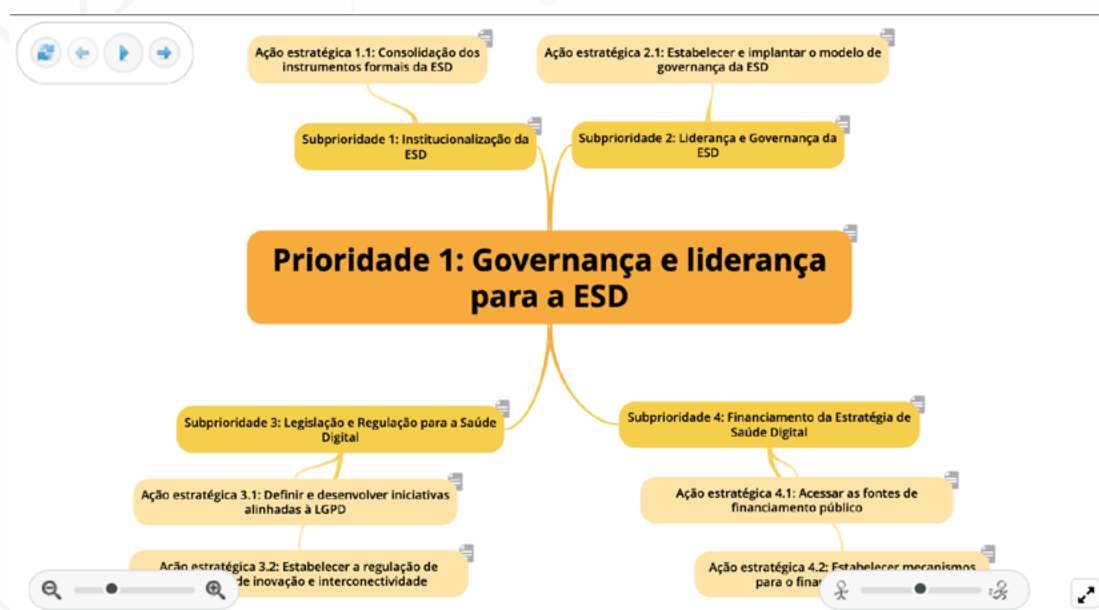 Ação estratégica 1.1: Consolidação dos
instrumentos formais da ESD
Ação estratégica 2.1: Estabelecer e implantar o modelo de
governança da ESD
Subprioridade 1: Institucionalização da
ESD
Subprioridade 2: Liderança e Governança da
ESD
Prioridade 1: Governança e liderança
para a ESD
Subprioridade 3: Legislação e Regulação para a Saúde
Digital
Subprioridade 4: Financiamento da Estratégia de
Saúde Digital
Ação estratégica 3.1: Definir e desenvolver iniciativas
alinhadas à LGPD
Ação estratégica 4.1: Acessar as fontes de
financiamento público
Ação estratégica 3.2: Estabelecer a regulação de
de inovação e interconectividade
Ação estratégica 4.2: Estabelecer mecanismos
para o